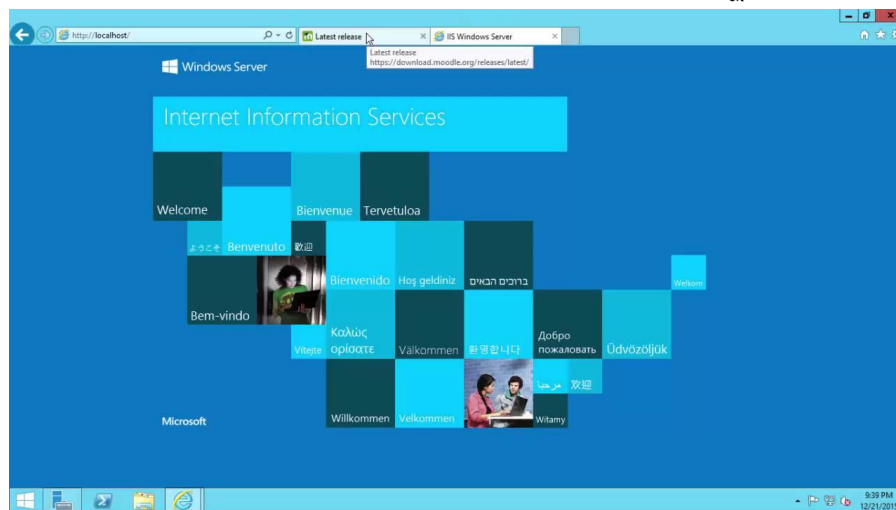 http://localhost/
Latest release
IIS Windows Server
Latest release
https://download.moodle.org/releases/latest/
Windows Server
Internet Information Services
Welcome
Bienvenue
Tervetuloa
ようこそ
Benvenuto
歡迎
Bienvenido
Hoş geldiniz
ברוכים הבאים
Welkom
Bem-vindo
Vítejte
Καλώς
ορίσατε
Välkommen
환영합니다
Добро
пожаловать
Üdvözöljük
Microsoft
Willkommen
Velkommen
مرحبا
欢迎
Witamy
9:39 PM